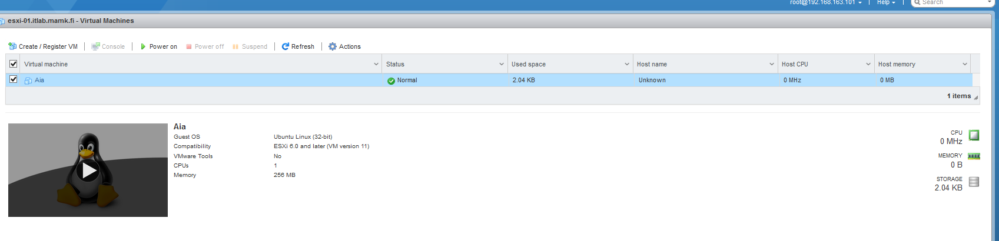 root@192.168.163.101 | Help | Search
esxi-01.itlab.mamk.fi - Virtual Machines
Create / Register VM | Console | Power on Power off Suspend | Refresh | Actions
Virtual machine Status Used space Host name Host CPU Host memory
Aia Normal 2.04 KB Unknown 0 MHz 0 MB
1 items
Aia
Guest OS Ubuntu Linux (32-bit)
Compatibility ESXi 6.0 and later (VM version 11)
VMware Tools No
CPUs 1
Memory 256 MB
CPU
0 MHz
MEMORY
0 B
STORAGE
2.04 KB